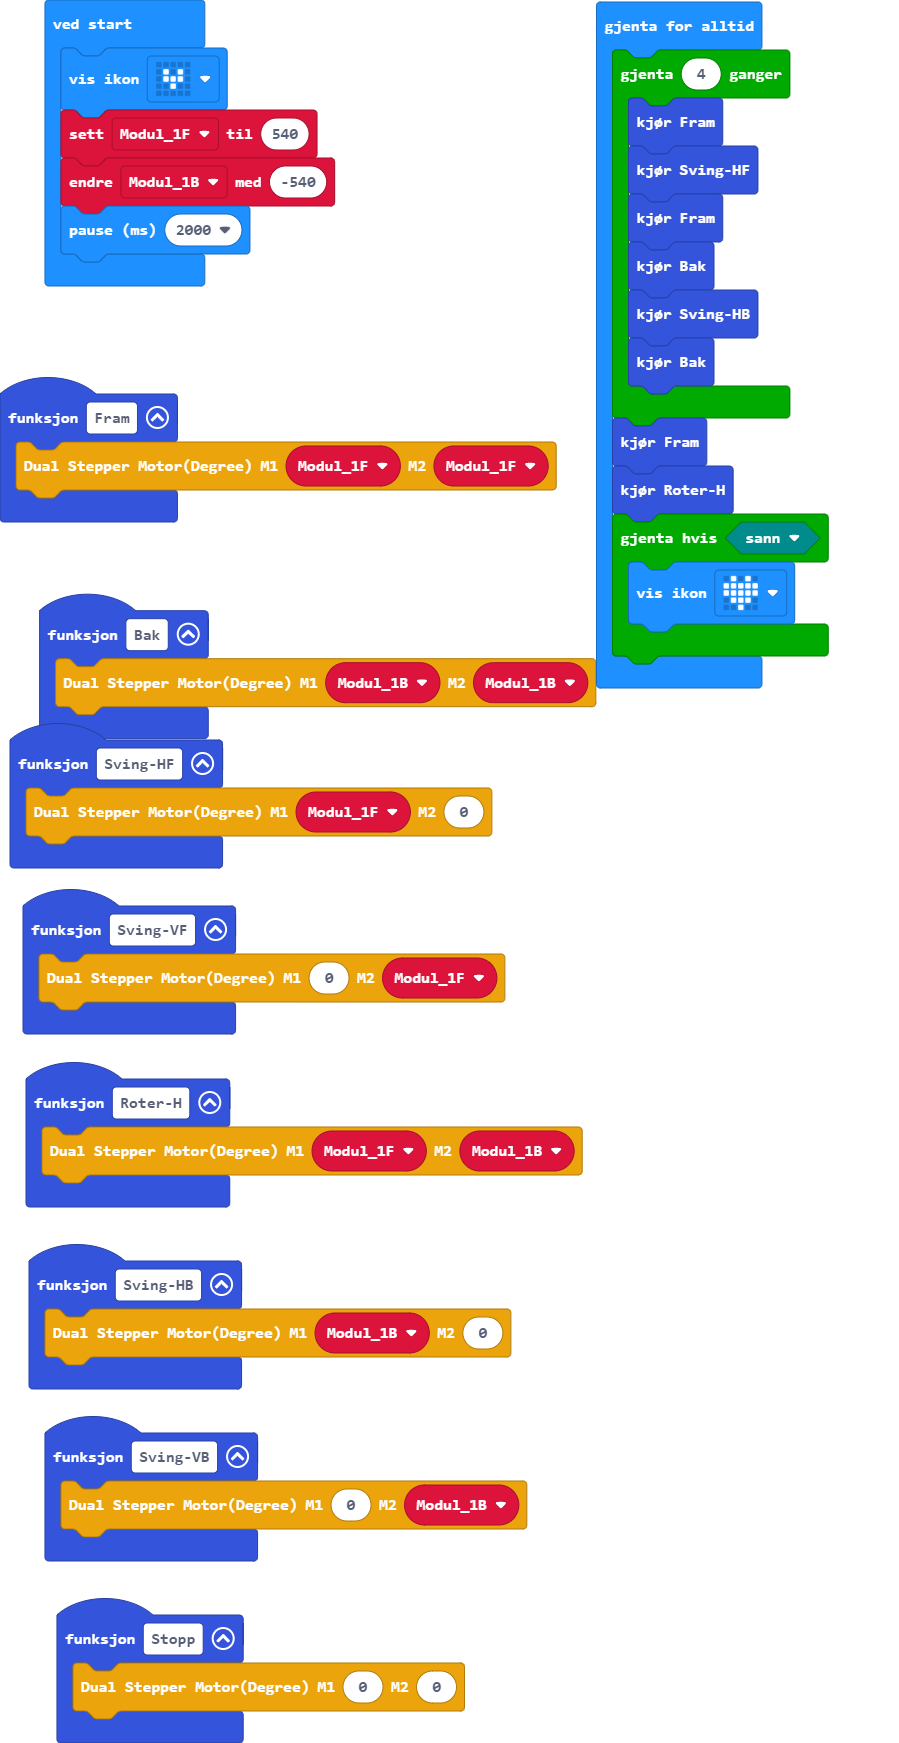 ved start
vis ikon
sett Modul_1F til 540
endre Modul_1B med -540
pause (ms) 2000
gjenta for alltid
gjenta 4 ganger
kjør Fram
kjør Sving-HF
kjør Fram
kjør Bak
kjør Sving-HB
kjør Bak
kjør Fram
kjør Roter-H
gjenta hvis sann
vis ikon
funksjon Fram
Dual Stepper Motor(Degree) M1 Modul_1F M2 Modul_1F
funksjon Bak
Dual Stepper Motor(Degree) M1 Modul_1B M2 Modul_1B
funksjon Sving-HF
Dual Stepper Motor(Degree) M1 Modul_1F M2 0
funksjon Sving-VF
Dual Stepper Motor(Degree) M1 0 M2 Modul_1F
funksjon Roter-H
Dual Stepper Motor(Degree) M1 Modul_1F M2 Modul_1B
funksjon Sving-HB
Dual Stepper Motor(Degree) M1 Modul_1B M2 0
funksjon Sving-VB
Dual Stepper Motor(Degree) M1 0 M2 Modul_1B
funksjon Stopp
Dual Stepper Motor(Degree) M1 0 M2 0